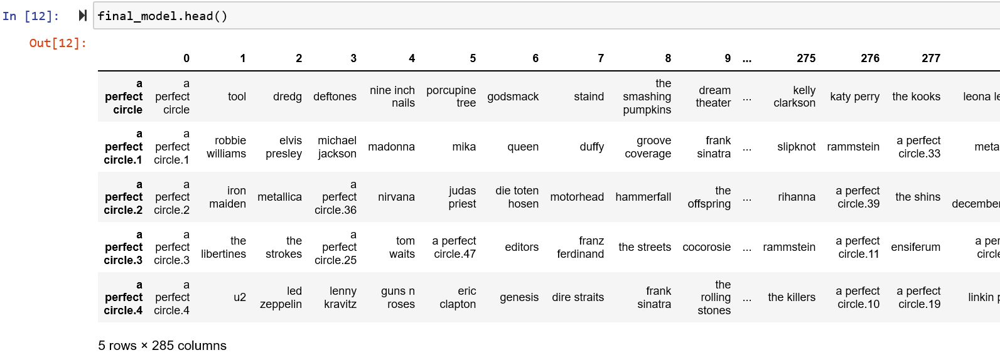 In [12]: final_model.head()
Out[12]:
0 1 2 3 4 5 6 7 8 9 ... 275 276 277
a perfect circle a perfect circle tool dredg deftones nine inch nails porcupine tree godsmack staind the smashing pumpkins dream theater ... kelly clarkson katy perry the kooks leona le
a perfect circle.1 a perfect circle.1 robbie williams elvis presley michael jackson madonna mika queen duffy groove coverage frank sinatra ... slipknot rammstein a perfect circle.33 meta
a perfect circle.2 a perfect circle.2 iron maiden metallica a perfect circle.36 nirvana judas priest die toten hosen motorhead hammerfall the offspring ... rihanna a perfect circle.39 the shins december
a perfect circle.3 a perfect circle.3 the libertines the strokes a perfect circle.25 tom waits a perfect circle.47 editors franz ferdinand the streets cocorosie ... rammstein a perfect circle.11 ensiferum a per circle
a perfect circle.4 a perfect circle.4 u2 led zeppelin lenny kravitz guns n roses eric clapton genesis dire straits frank sinatra the rolling stones ... the killers a perfect circle.10 a perfect circle.19 linkin p
5 rows × 285 columns